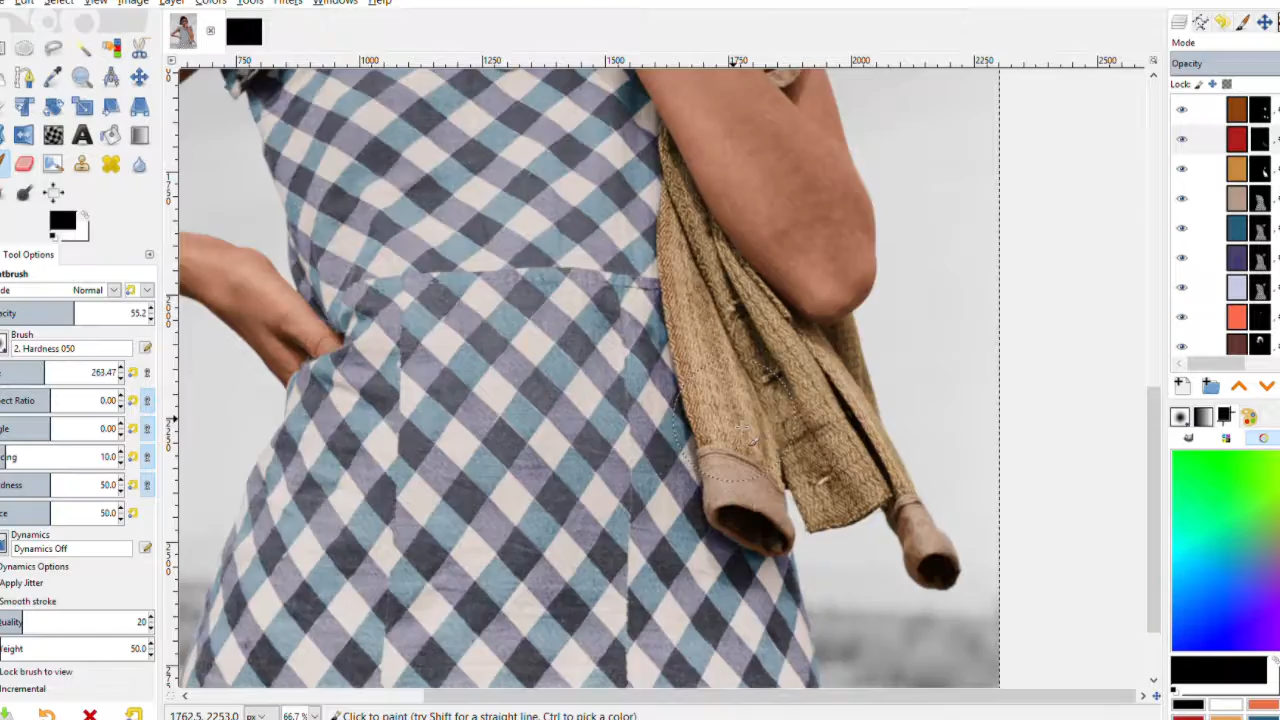 Edit Select View Image Layer Colors Tools Filters Windows Help
750 1000 1250 1500 1750 2000 2250 2500
Mode
Opacity
Lock:
Tool Options
Normal
55.2
Brush
2. Hardness 050
263.47
0.00
0.00
10.0
50.0
50.0
Dynamics
Dynamics Off
Dynamics Options
Apply Jitter
Smooth stroke
Quality 20
Weight 50.0
Lock brush to view
Incremental
1762.5, 2253.0 px 66.7 Click to paint (try Shift for a straight line, Ctrl to pick a color)